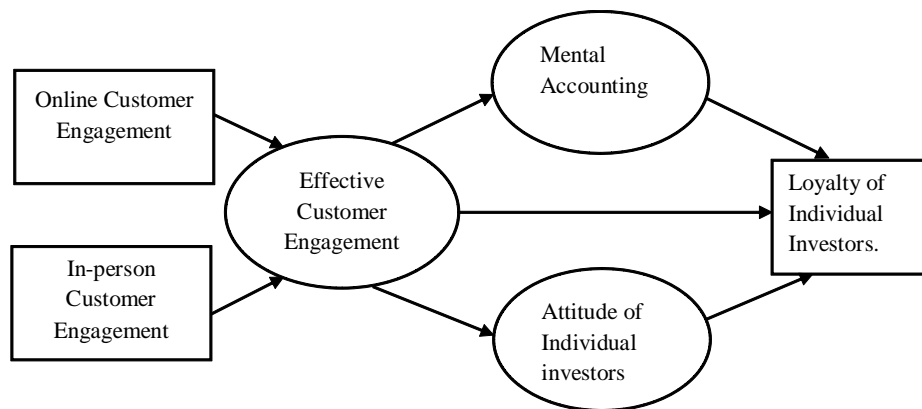 Online Customer
Engagement
In-person
Customer
Engagement
Effective
Customer
Engagement
Mental
Accounting
Attitude of
Individual
investors
Loyalty of
Individual
Investors.